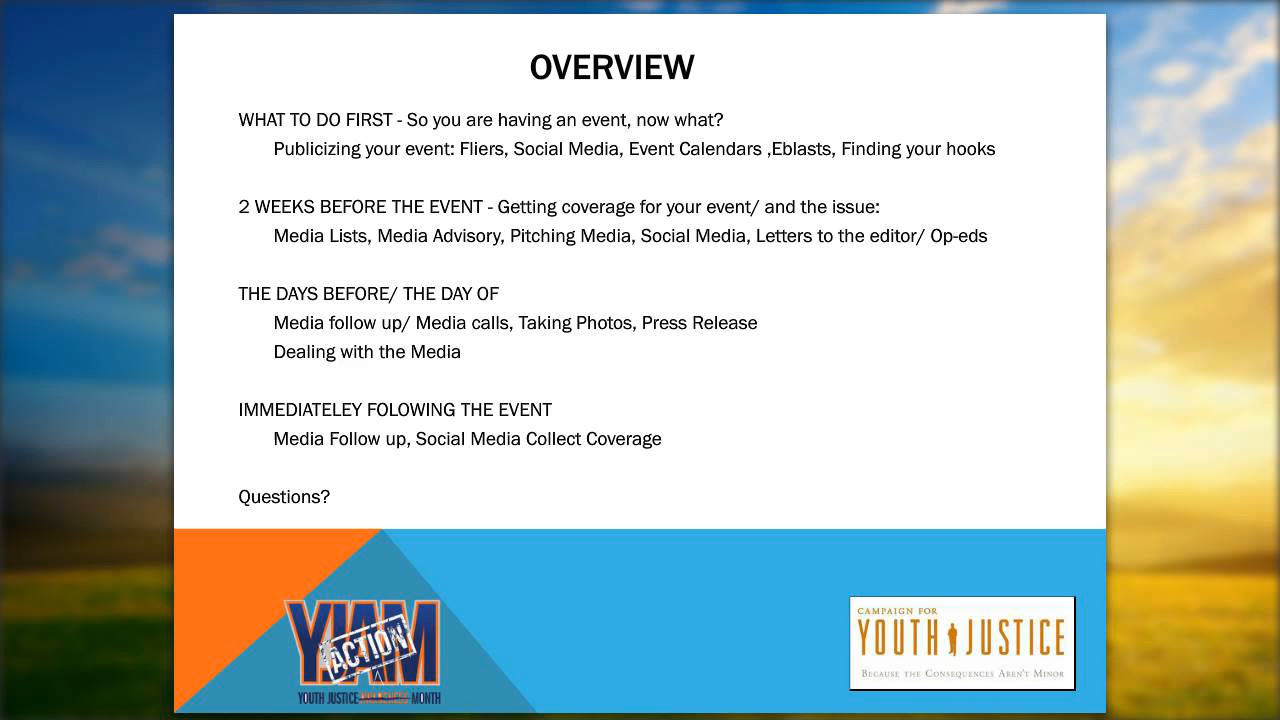 OVERVIEW
WHAT TO DO FIRST - So you are having an event, now what?
Publicizing your event: Fliers, Social Media, Event Calendars ,Eblasts, Finding your hooks
2 WEEKS BEFORE THE EVENT - Getting coverage for your event/ and the issue:
Media Lists, Media Advisory, Pitching Media, Social Media, Letters to the editor/ Op-eds
THE DAYS BEFORE/ THE DAY OF
Media follow up/ Media calls, Taking Photos, Press Release
Dealing with the Media
IMMEDIATELEY FOLOWING THE EVENT
Media Follow up, Social Media Collect Coverage
Questions?
YJAM
ACTION
YOUTH JUSTICE AWARENESS MONTH
CAMPAIGN FOR
YOUTH JUSTICE
BECAUSE THE CONSEQUENCES AREN'T MINOR